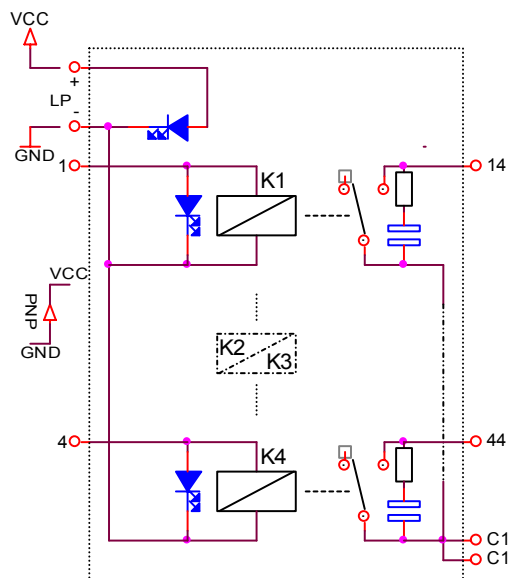 VCC
+
LP
-
GND
1
K1
-
14
VCC
PNP
GND
K2
K3
4
K4
44
C1
C1